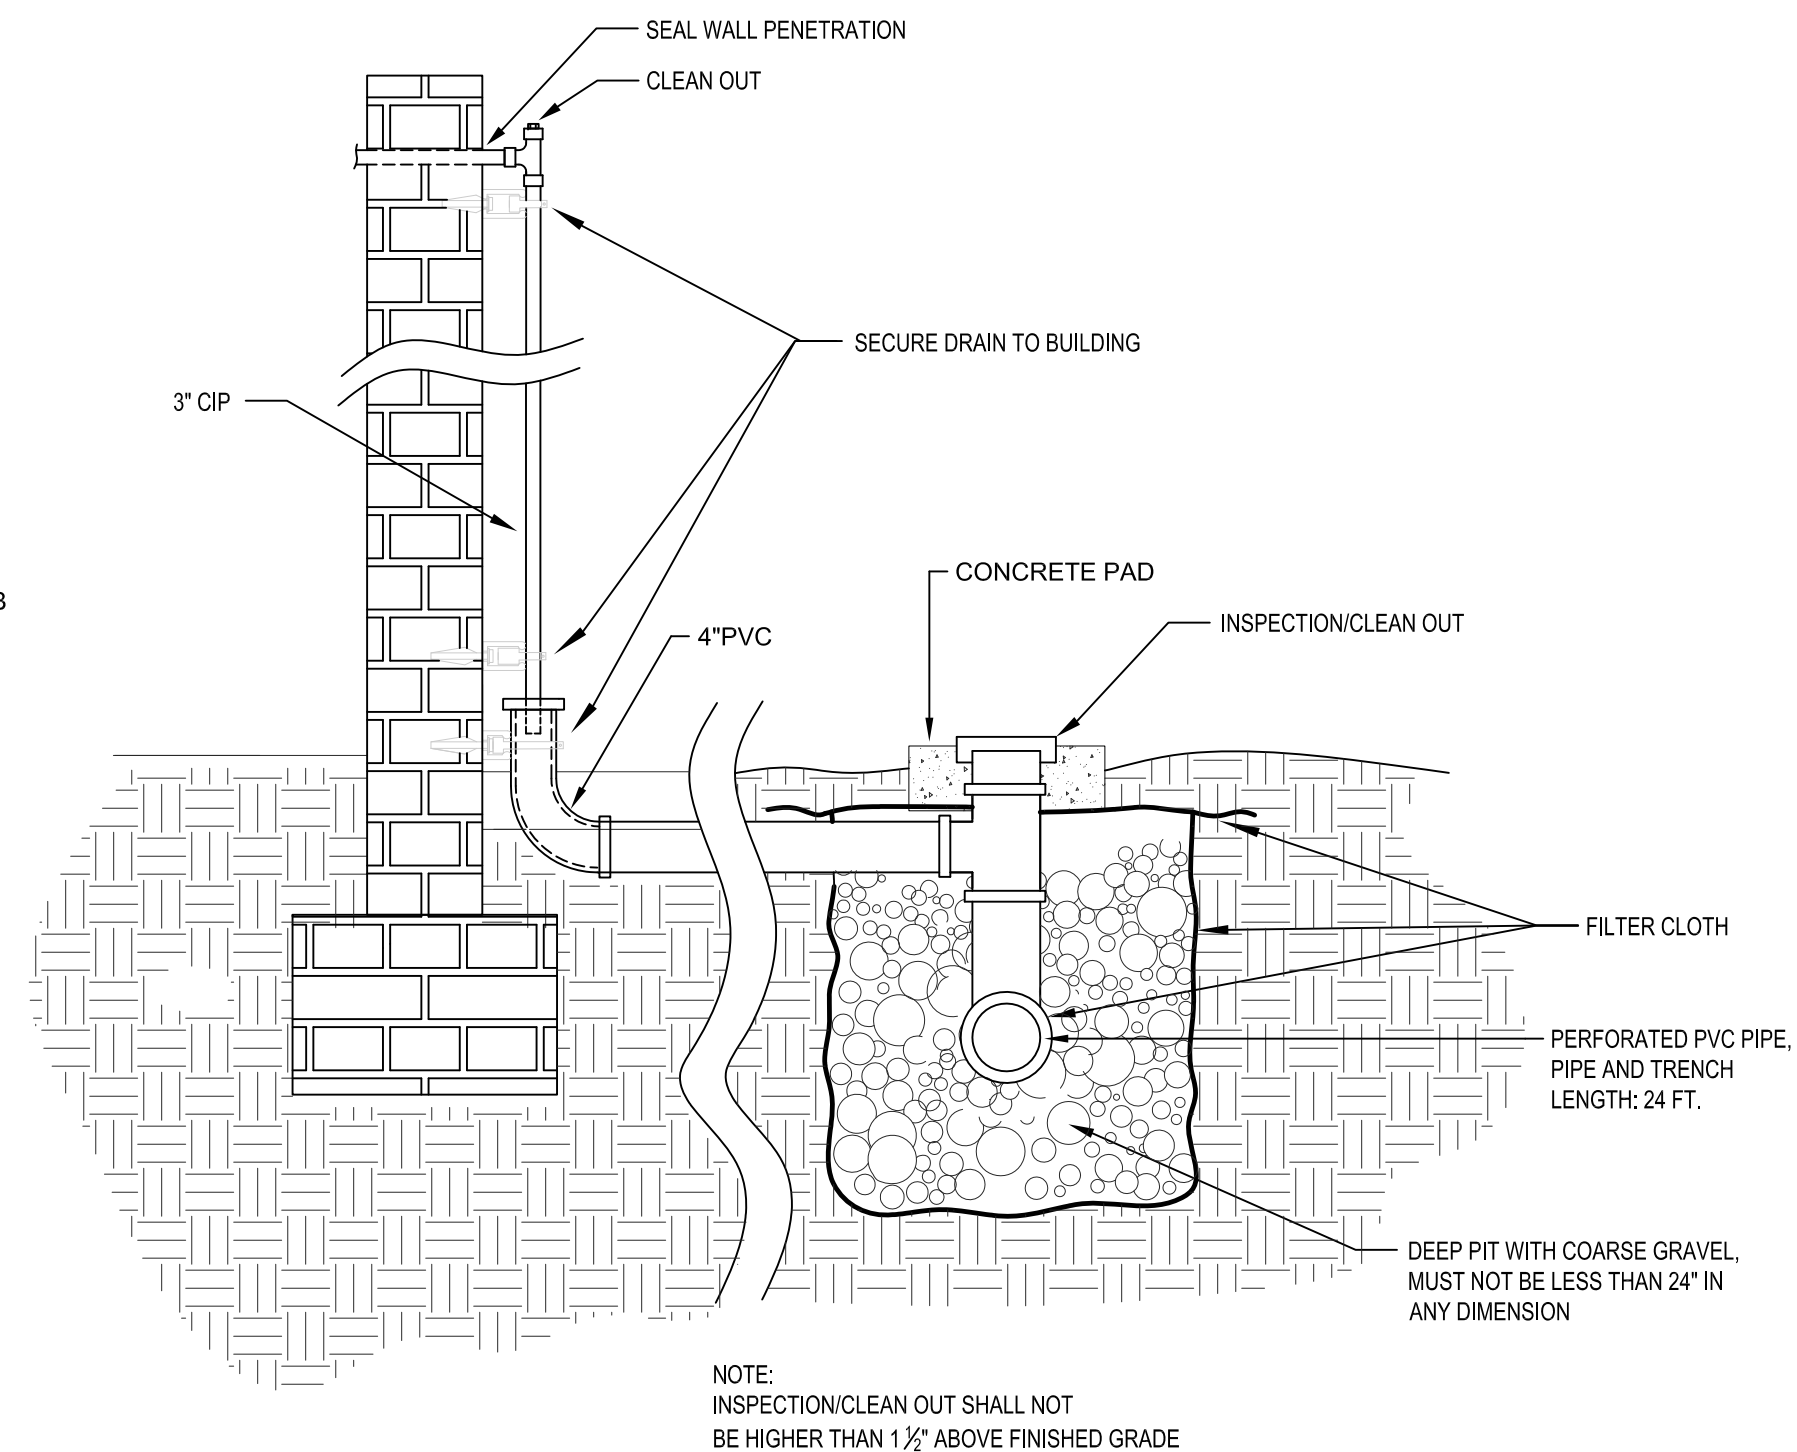 SEAL WALL PENETRATION
CLEAN OUT
SECURE DRAIN TO BUILDING
3" CIP
CONCRETE PAD
3
INSPECTION/CLEAN OUT
4"PVC
FILTER CLOTH
PERFORATED PVC PIPE,
PIPE AND TRENCH
LENGTH: 24 FT.
DEEP PIT WITH COARSE GRAVEL,
MUST NOT BE LESS THAN 24" IN
ANY DIMENSION
NOTE:
INSPECTION/CLEAN OUT SHALL NOT
BE HIGHER THAN 1 ½" ABOVE FINISHED GRADE